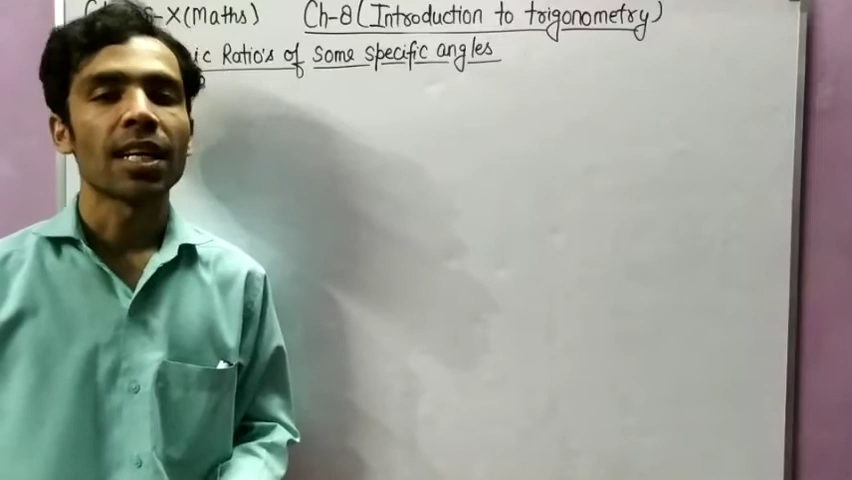 -X(Maths) Ch-8(Introduction to trigonometry)
Ratio's of some specific angles